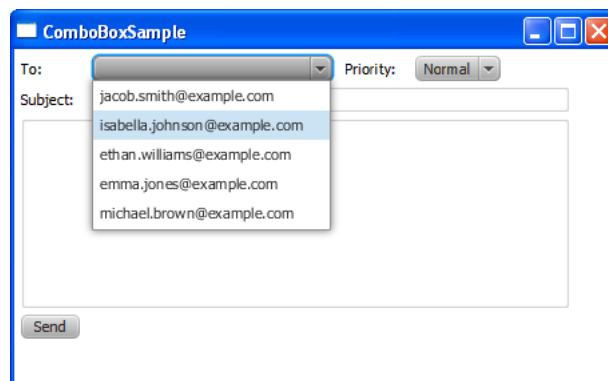 ComboBoxSample
To: Priority: Normal
Subject:
jacob.smith@example.com
isabella.johnson@example.com
ethan.williams@example.com
emma.jones@example.com
michael.brown@example.com
Send